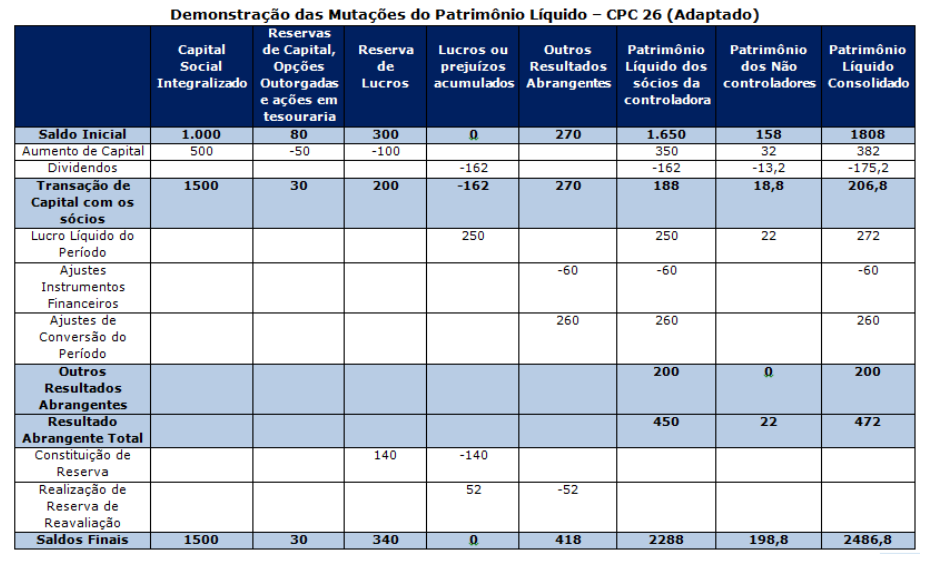 Demonstração das Mutações do Patrimônio Líquido – CPC 26 (Adaptado)
Capital Social Integralizado | Reservas de Capital, Opções Outorgadas e ações em tesouraria | Reserva de Lucros | Lucros ou prejuízos acumulados | Outros Resultados Abrangentes | Patrimônio Líquido dos sócios da controladora | Patrimônio dos Não controladores | Patrimônio Líquido Consolidado
Saldo Inicial 1.000 80 300 0 270 1.650 158 1808
Aumento de Capital 500 -50 -100 350 32 382
Dividendos -162 -162 -13,2 -175,2
Transação de Capital com os sócios 1500 30 200 -162 270 188 18,8 206,8
Lucro Líquido do Período 250 250 22 272
Ajustes Instrumentos Financeiros -60 -60 -60
Ajustes de Conversão do Período 260 260 260
Outros Resultados Abrangentes 200 0 200
Resultado Abrangente Total 450 22 472
Constituição de Reserva 140 -140
Realização de Reserva de Reavaliação 52 -52
Saldos Finais 1500 30 340 0 418 2288 198,8 2486,8